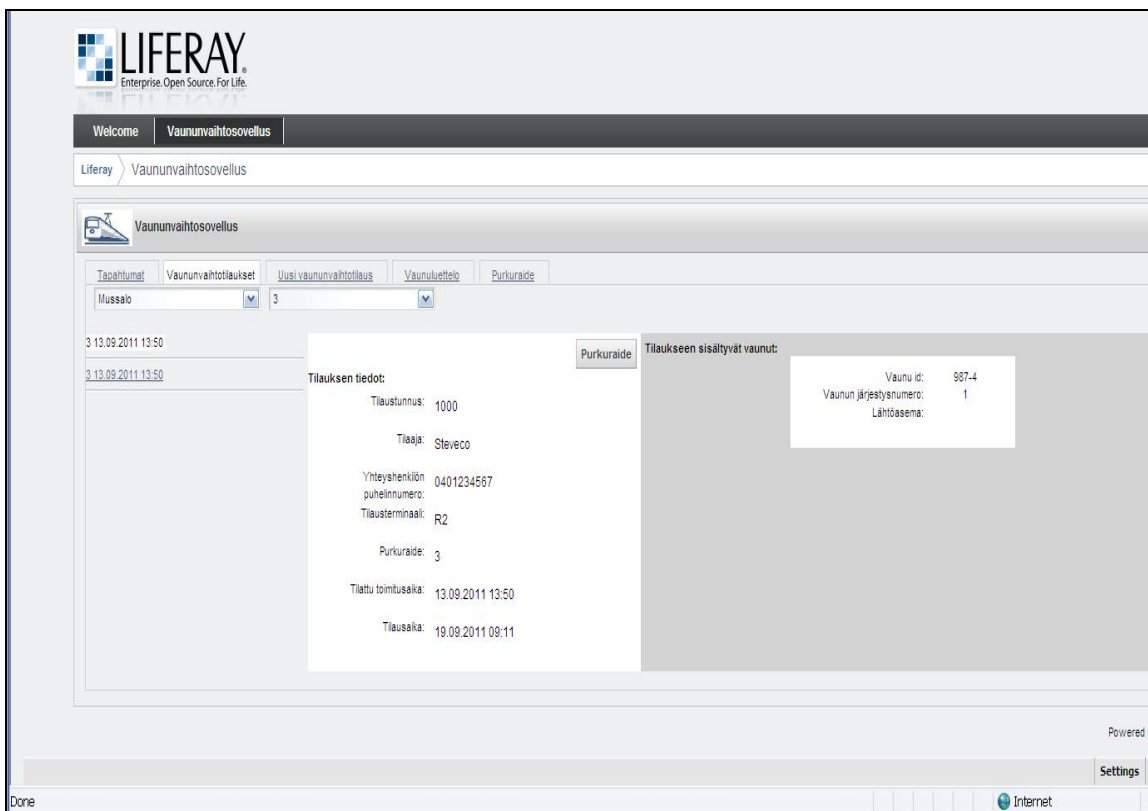 LIFERAY.
Enterprise. Open Source. For Life.
Welcome Vaununvaihtosovellus
Liferay Vaununvaihtosovellus
Vaununvaihtosovellus
Tapahtumat Vaununvaihtotilaukset Uusi vaununvaihtotilaus Vaunuluettelo Purkuraide
Mussalo 3
3 13.09.2011 13:50
3 13.09.2011 13:50
Purkuraide
Tilauksen tiedot:
Tilaustunnus: 1000
Tilaaja: Steveco
Yhteyshenkilön puhelinnumero: 0401234567
Tilausterminaali: R2
Purkuraide: 3
Tilattu toimitusaika: 13.09.2011 13:50
Tilausaika: 19.09.2011 09:11
Tilaukseen sisältyvät vaunut:
Vaunu id: 987-4
Vaunun järjestysnumero: 1
Lähtöasema:
Powered
Settings
Done Internet